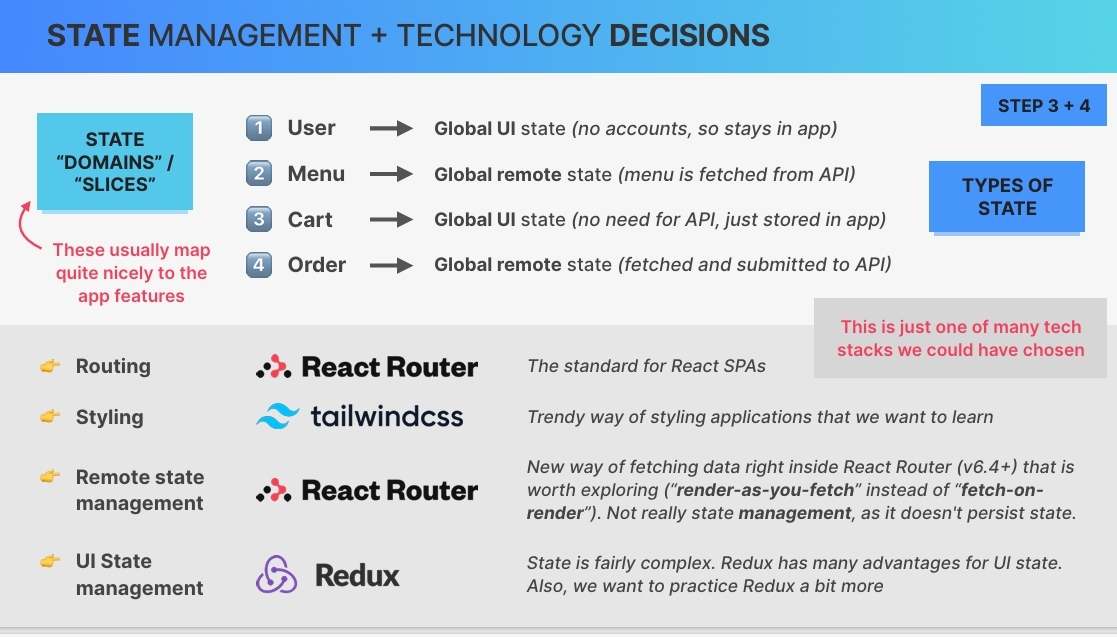 STATE MANAGEMENT + TECHNOLOGY DECISIONS
STEP 3 + 4
STATE
“DOMAINS” /
“SLICES”
These usually map
quite nicely to the
app features
1 User Global UI state (no accounts, so stays in app)
2 Menu Global remote state (menu is fetched from API)
3 Cart Global UI state (no need for API, just stored in app)
4 Order Global remote state (fetched and submitted to API)
TYPES OF
STATE
This is just one of many tech
stacks we could have chosen
Routing React Router The standard for React SPAs
Styling tailwindcss Trendy way of styling applications that we want to learn
Remote state
management
React Router
New way of fetching data right inside React Router (v6.4+) that is
worth exploring (“render-as-you-fetch” instead of “fetch-on-
render”). Not really state management, as it doesn't persist state.
UI State
management
Redux
State is fairly complex. Redux has many advantages for UI state.
Also, we want to practice Redux a bit more